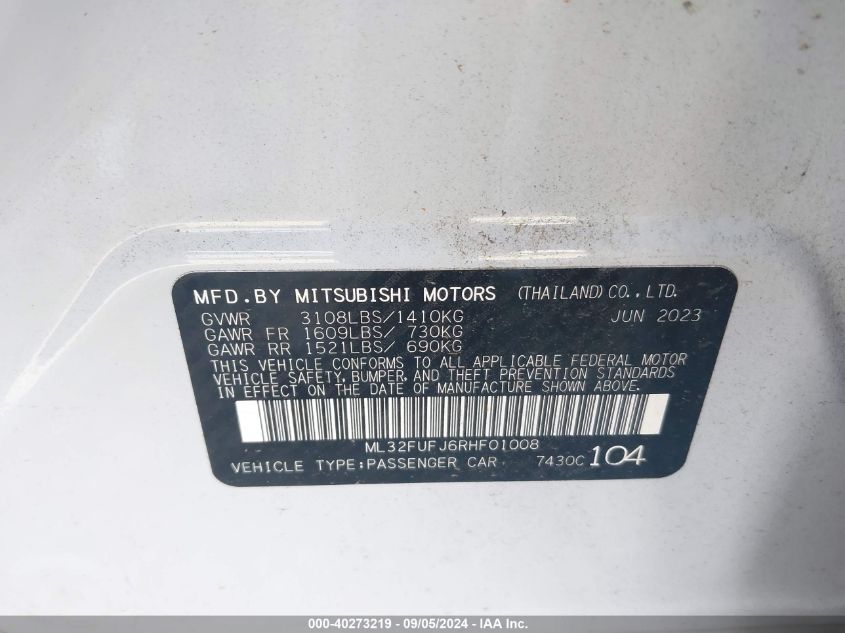 MFD.BY MITSUBISHI MOTORS (THAILAND) CO.,LTD.
GVWR 3108LBS/1410KG JUN 2023
GAWR FR 1609LBS/ 730KG
GAWR RR 1521LBS/ 690KG
THIS VEHICLE CONFORMS TO ALL APPLICABLE FEDERAL MOTOR
VEHICLE SAFETY, BUMPER, AND THEFT PREVENTION STANDARDS
IN EFFECT ON THE DATE OF MANUFACTURE SHOWN ABOVE.
ML32FUFJ6RHF01008
VEHICLE TYPE:PASSENGER CAR 7430C 104
000-40273219 - 09/05/2024 - IAA Inc.